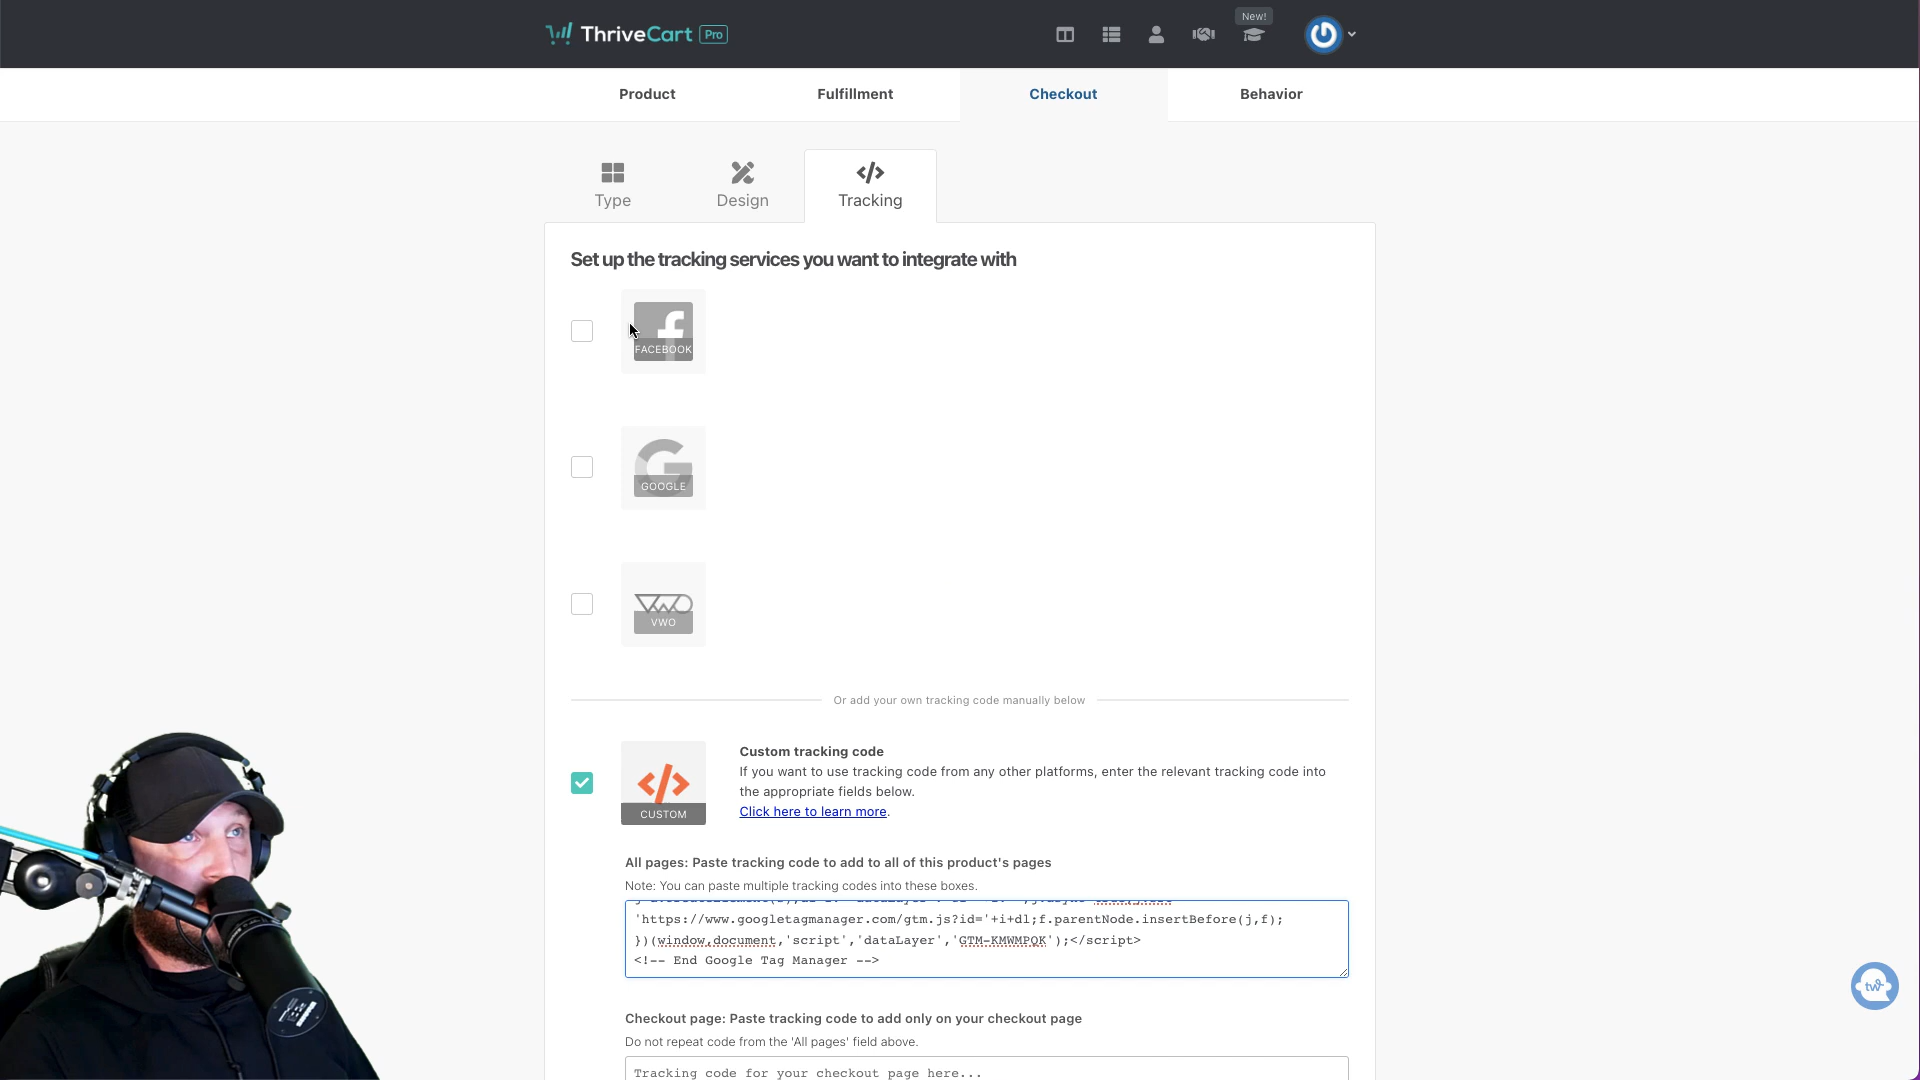 New!
ThriveCart Pro
Product Fulfillment Checkout Behavior
Type Design Tracking
Set up the tracking services you want to integrate with
FACEBOOK
GOOGLE
VWO
VWO
Or add your own tracking code manually below
Custom tracking code
If you want to use tracking code from any other platforms, enter the relevant tracking code into
the appropriate fields below.
Click here to learn more.
CUSTOM
All pages: Paste tracking code to add to all of this product's pages
Note: You can paste multiple tracking codes into these boxes.
'https://www.googletagmanager.com/gtm.js?id='+i+dl;f.parentNode.insertBefore(j,f);
})(window,document,'script','dataLayer','GTM-KMWMPQK');</script>
<!-- End Google Tag Manager -->
tw
Checkout page: Paste tracking code to add only on your checkout page
Do not repeat code from the 'All pages' field above.
Tracking code for your checkout page here...